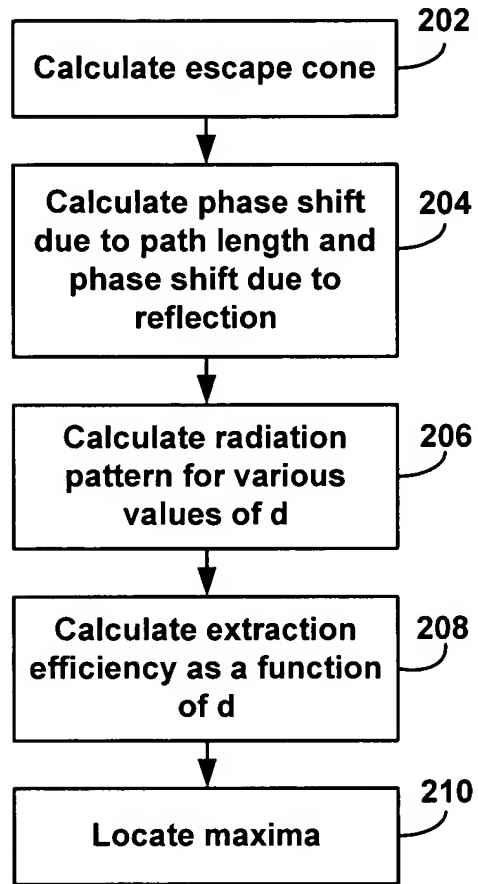 202
Calculate escape cone
204
Calculate phase shift
due to path length and
phase shift due to
reflection
206
Calculate radiation
pattern for various
values of d
208
Calculate extraction
efficiency as a function
of d
210
Locate maxima